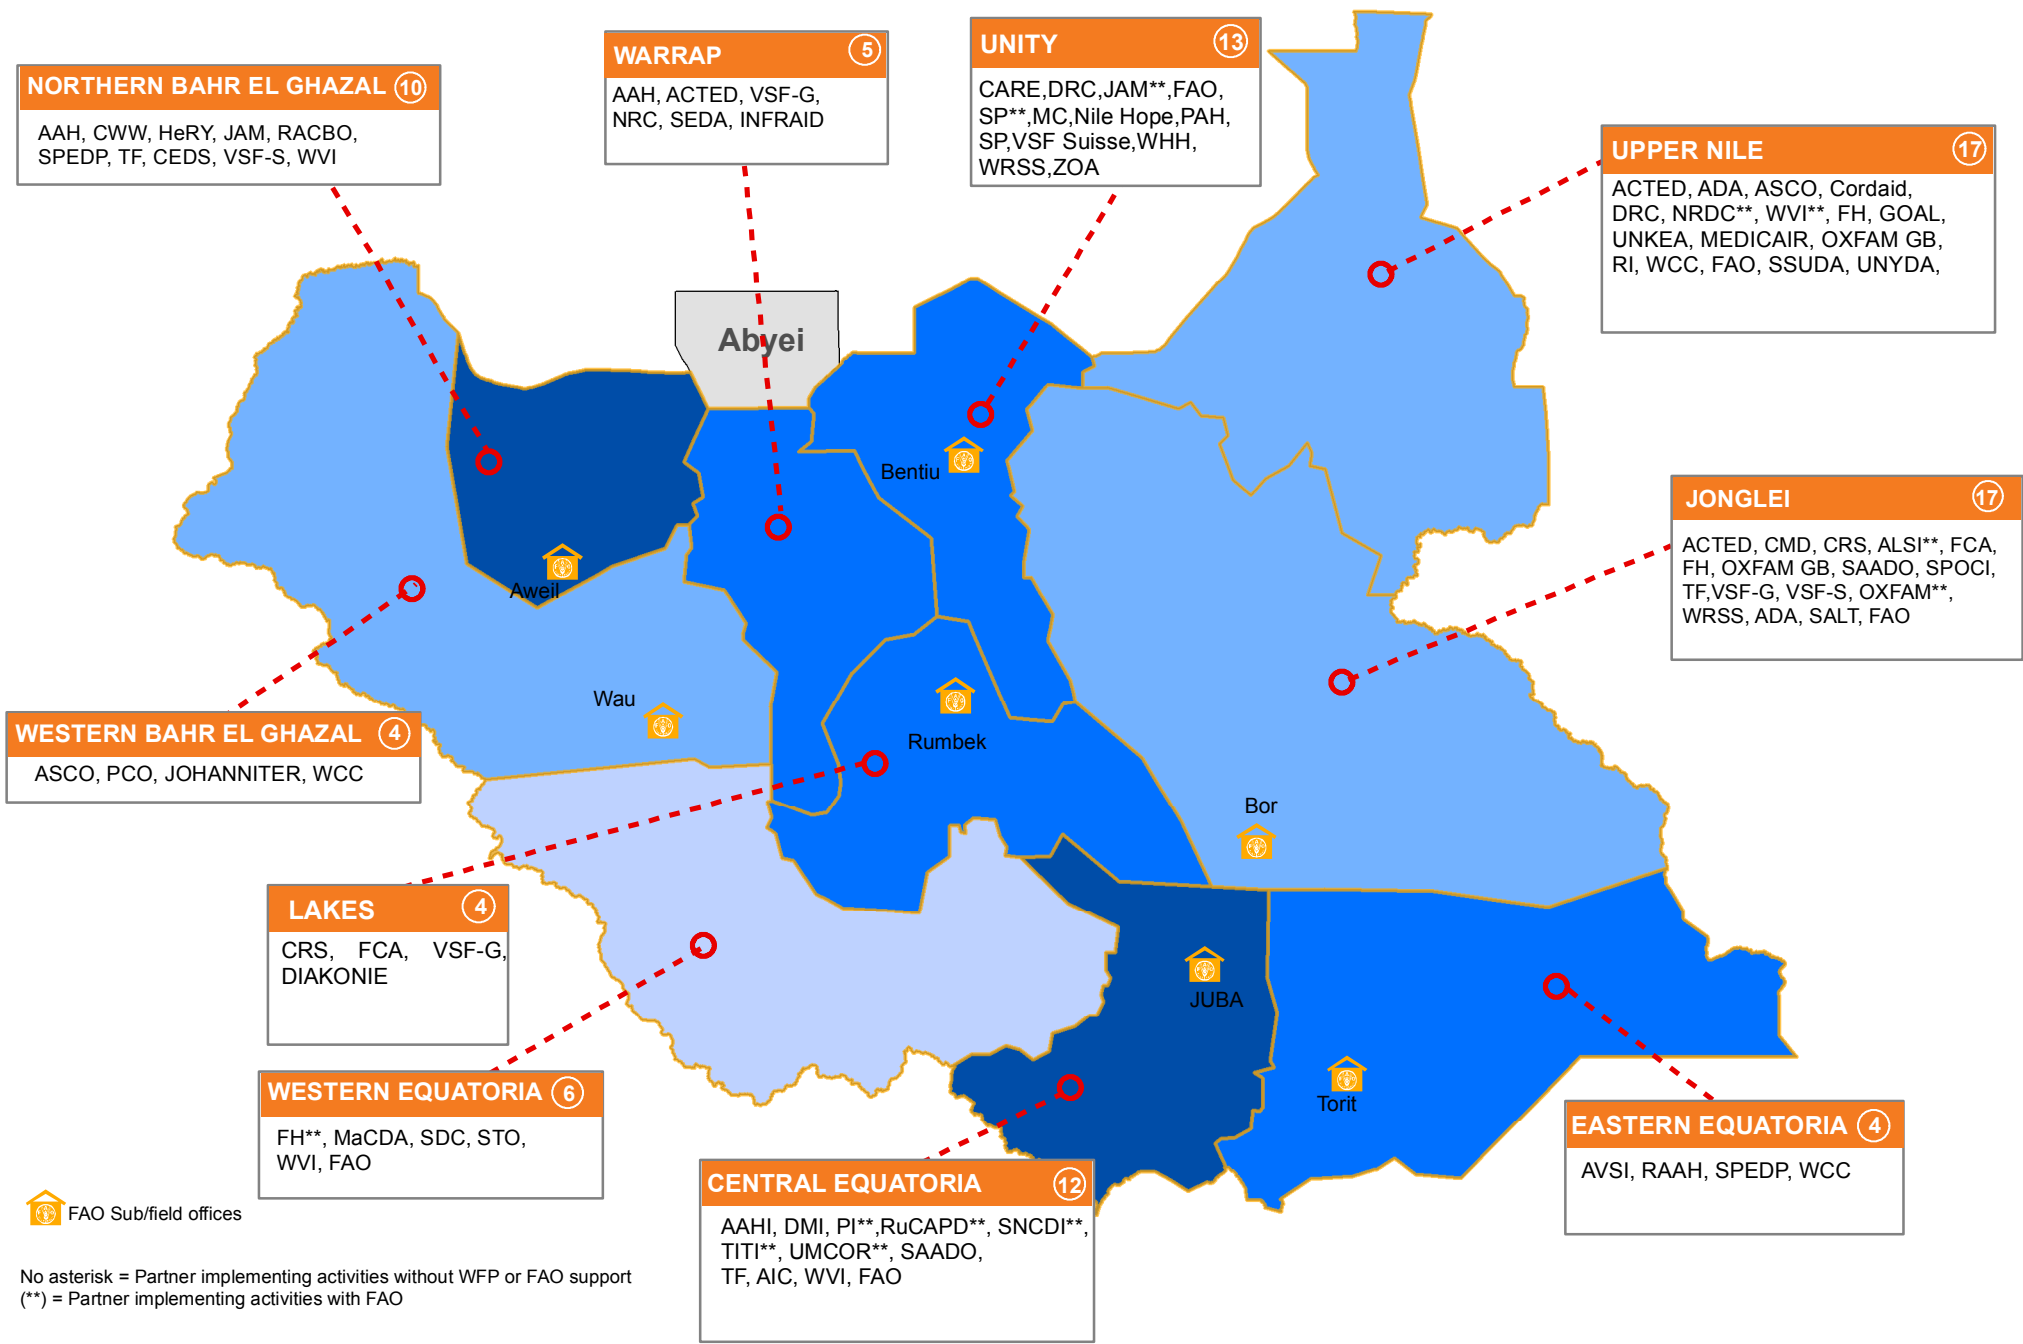 NORTHERN BAHR EL GHAZAL 10
AAH, CWW, HeRY, JAM, RACBO,
SPEDP, TF, CEDS, VSF-S, WVI
WARRAP 5
AAH, ACTED, VSF-G,
NRC, SEDA, INFRAID
UNITY 13
CARE,DRC,JAM**,FAO,
SP**,MC,Nile Hope,PAH,
SP,VSF Suisse,WHH,
WRSS,ZOA
UPPER NILE 17
ACTED, ADA, ASCO, Cordaid,
DRC, NRDC**, WVI**, FH, GOAL,
UNKEA, MEDICAIR, OXFAM GB,
RI, WCC, FAO, SSUDA, UNYDA,
Abyei
Bentiu
Aweil
Wau
Rumbek
Bor
JUBA
Torit
JONGLEI 17
ACTED, CMD, CRS, ALSI**, FCA,
FH, OXFAM GB, SAADO, SPOCI,
TF,VSF-G, VSF-S, OXFAM**,
WRSS, ADA, SALT, FAO
WESTERN BAHR EL GHAZAL 4
ASCO, PCO, JOHANNITER, WCC
LAKES 4
CRS, FCA, VSF-G,
DIAKONIE
WESTERN EQUATORIA 6
FH**, MaCDA, SDC, STO,
WVI, FAO
CENTRAL EQUATORIA 12
AAHI, DMI, PI**,RuCAPD**, SNCDI**,
TITI**, UMCOR**, SAADO,
TF, AIC, WVI, FAO
EASTERN EQUATORIA 4
AVSI, RAAH, SPEDP, WCC
FAO Sub/field offices
No asterisk = Partner implementing activities without WFP or FAO support
(**) = Partner implementing activities with FAO